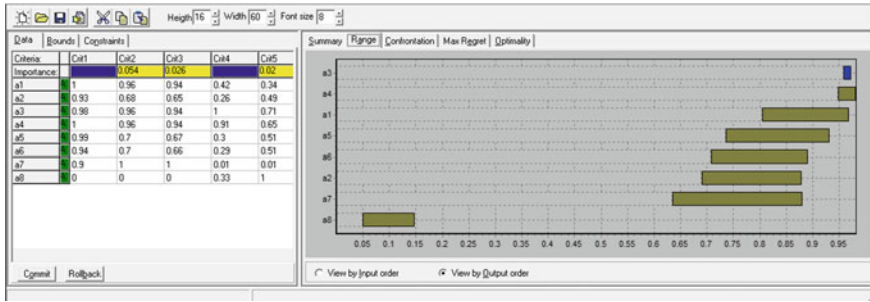 Heigth 16 Width 60 Font size 8
Data Bounds Constraints
Criteria: Crit1 Crit2 Crit3 Crit4 Crit5
Importance: 0.054 0.026 0.02
a1 1 0.96 0.94 0.42 0.34
a2 0.93 0.68 0.65 0.26 0.49
a3 0.98 0.96 0.94 1 0.71
a4 1 0.96 0.94 0.91 0.65
a5 0.99 0.7 0.67 0.3 0.51
a6 0.94 0.7 0.66 0.29 0.51
a7 0.9 1 1 0.01 0.01
a8 0 0 0 0.33 1
Commit Rollback
Summary Range Confrontation Max Regret Optimality
a3
a4
a1
a5
a6
a2
a7
a8
0.05 0.1 0.15 0.2 0.25 0.3 0.35 0.4 0.45 0.5 0.55 0.6 0.65 0.7 0.75 0.8 0.85 0.9 0.95
View by Input order View by Output order